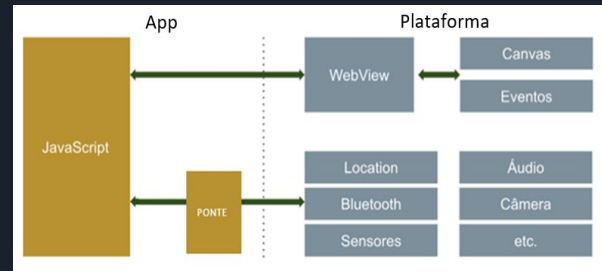 App
Plataforma
JavaScript
WebView
Canvas
Eventos
PONTE
Location
Áudio
Bluetooth
Câmera
Sensores
etc.